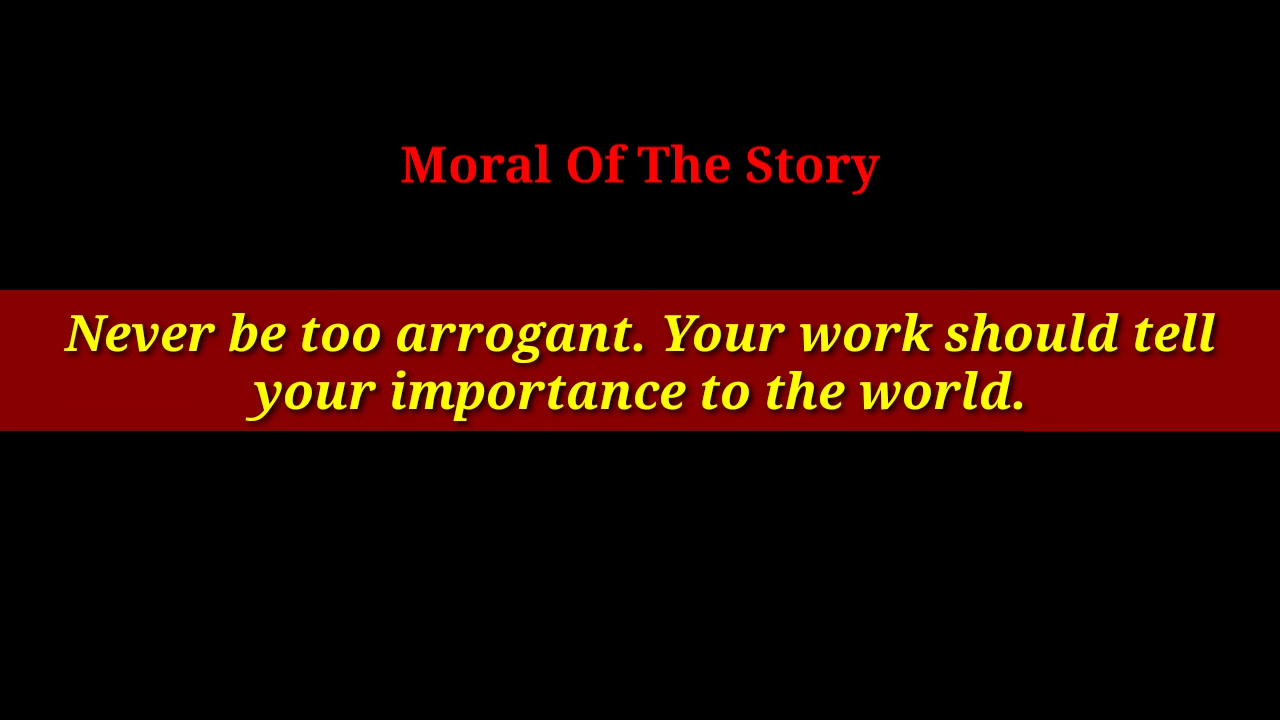 Moral Of The Story
Never be too arrogant. Your work should tell
your importance to the world.